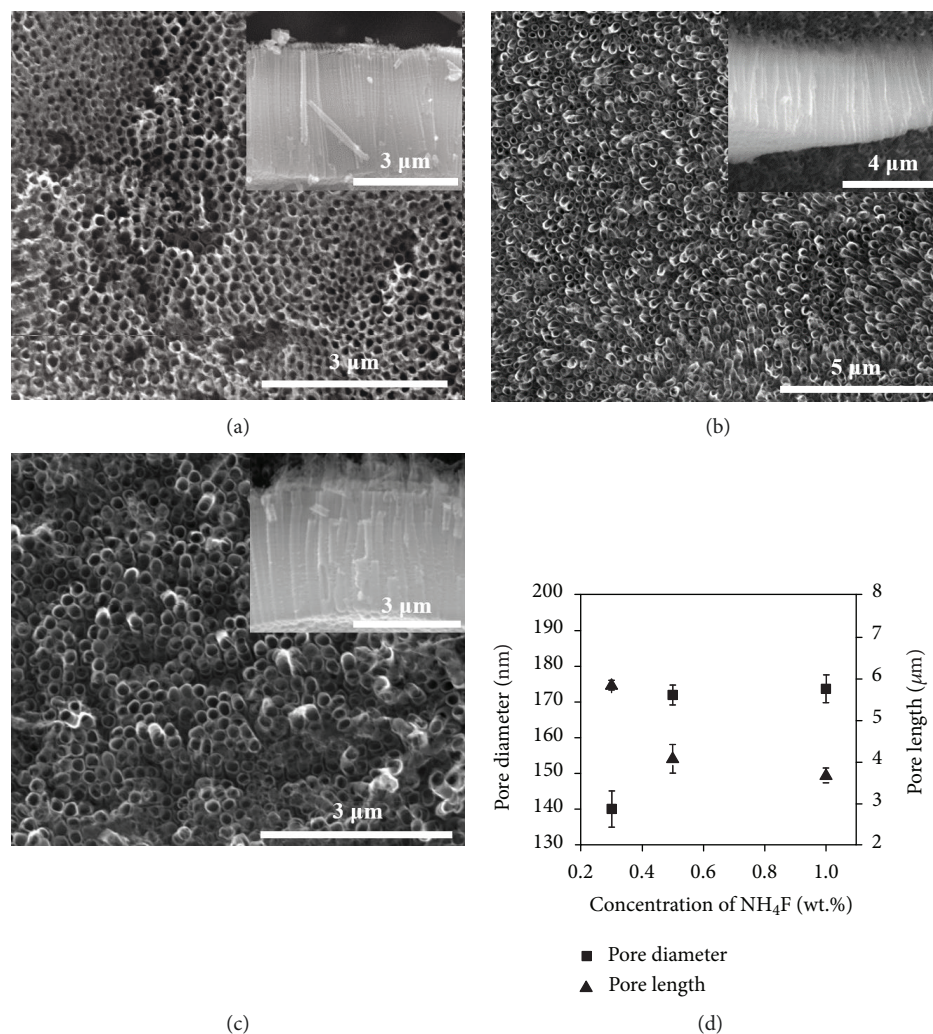 3 μm
3 μm
(a)
4 μm
5 μm
(b)
3 μm
3 μm
(c)
200
190
180
170
160
150
140
130
Pore diameter (nm)
8
7
6
5
4
3
2
Pore length (μm)
0.2 0.4 0.6 0.8 1.0
Concentration of NH₄F (wt.%)
Pore diameter
Pore length
(d)